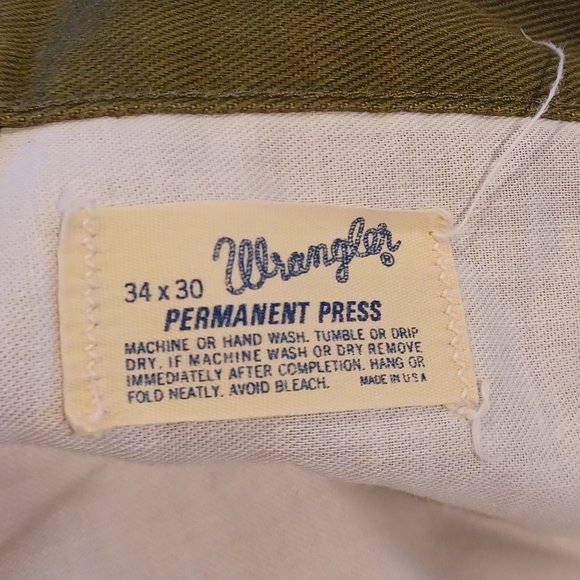 Wrangler®
34 x 30
PERMANENT PRESS
MACHINE OR HAND WASH. TUMBLE OR DRIP
DRY. IF MACHINE WASH OR DRY REMOVE
IMMEDIATELY AFTER COMPLETION. HANG OR
FOLD NEATLY. AVOID BLEACH. MADE IN U.S.A